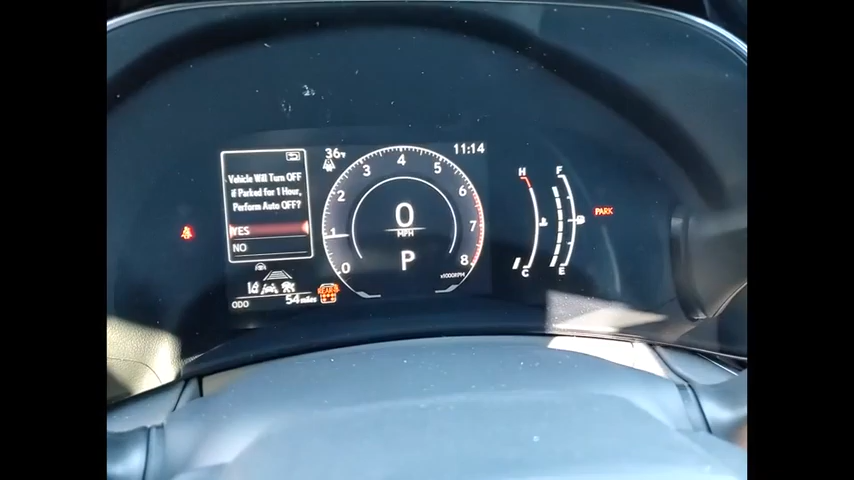 Vehicle Will Turn OFF
if Parked for 1 Hour.
Perform Auto OFF?
YES
NO
36°F
11:14
0
1
2
3
4
5
6
7
8
0
MPH
P
x1000RPM
H
C
F
E
PARK
ODO
54 miles
REAR